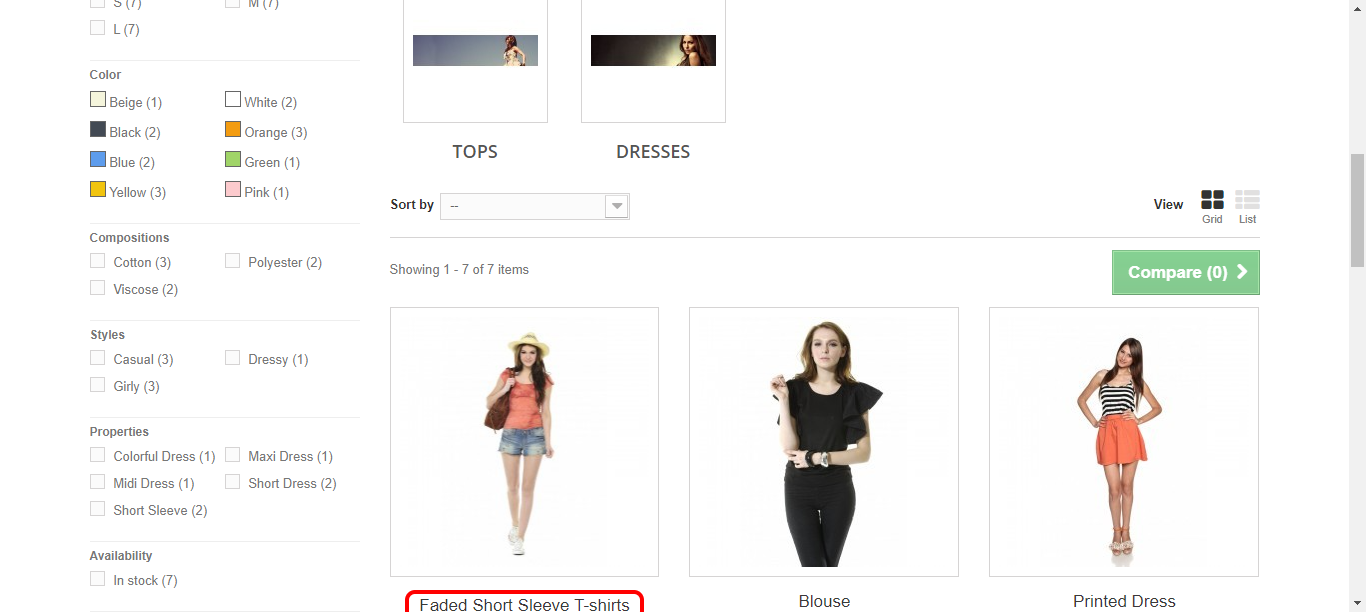 S (7)
M (7)
L (7)
Color
Beige (1)
White (2)
Black (2)
Orange (3)
Blue (2)
Green (1)
Yellow (3)
Pink (1)
Compositions
Cotton (3)
Polyester (2)
Viscose (2)
Styles
Casual (3)
Dressy (1)
Girly (3)
Properties
Colorful Dress (1)
Maxi Dress (1)
Midi Dress (1)
Short Dress (2)
Short Sleeve (2)
Availability
In stock (7)
TOPS
DRESSES
Sort by
--
View
Grid
List
Showing 1 - 7 of 7 items
Compare (0)
Faded Short Sleeve T-shirts
Blouse
Printed Dress